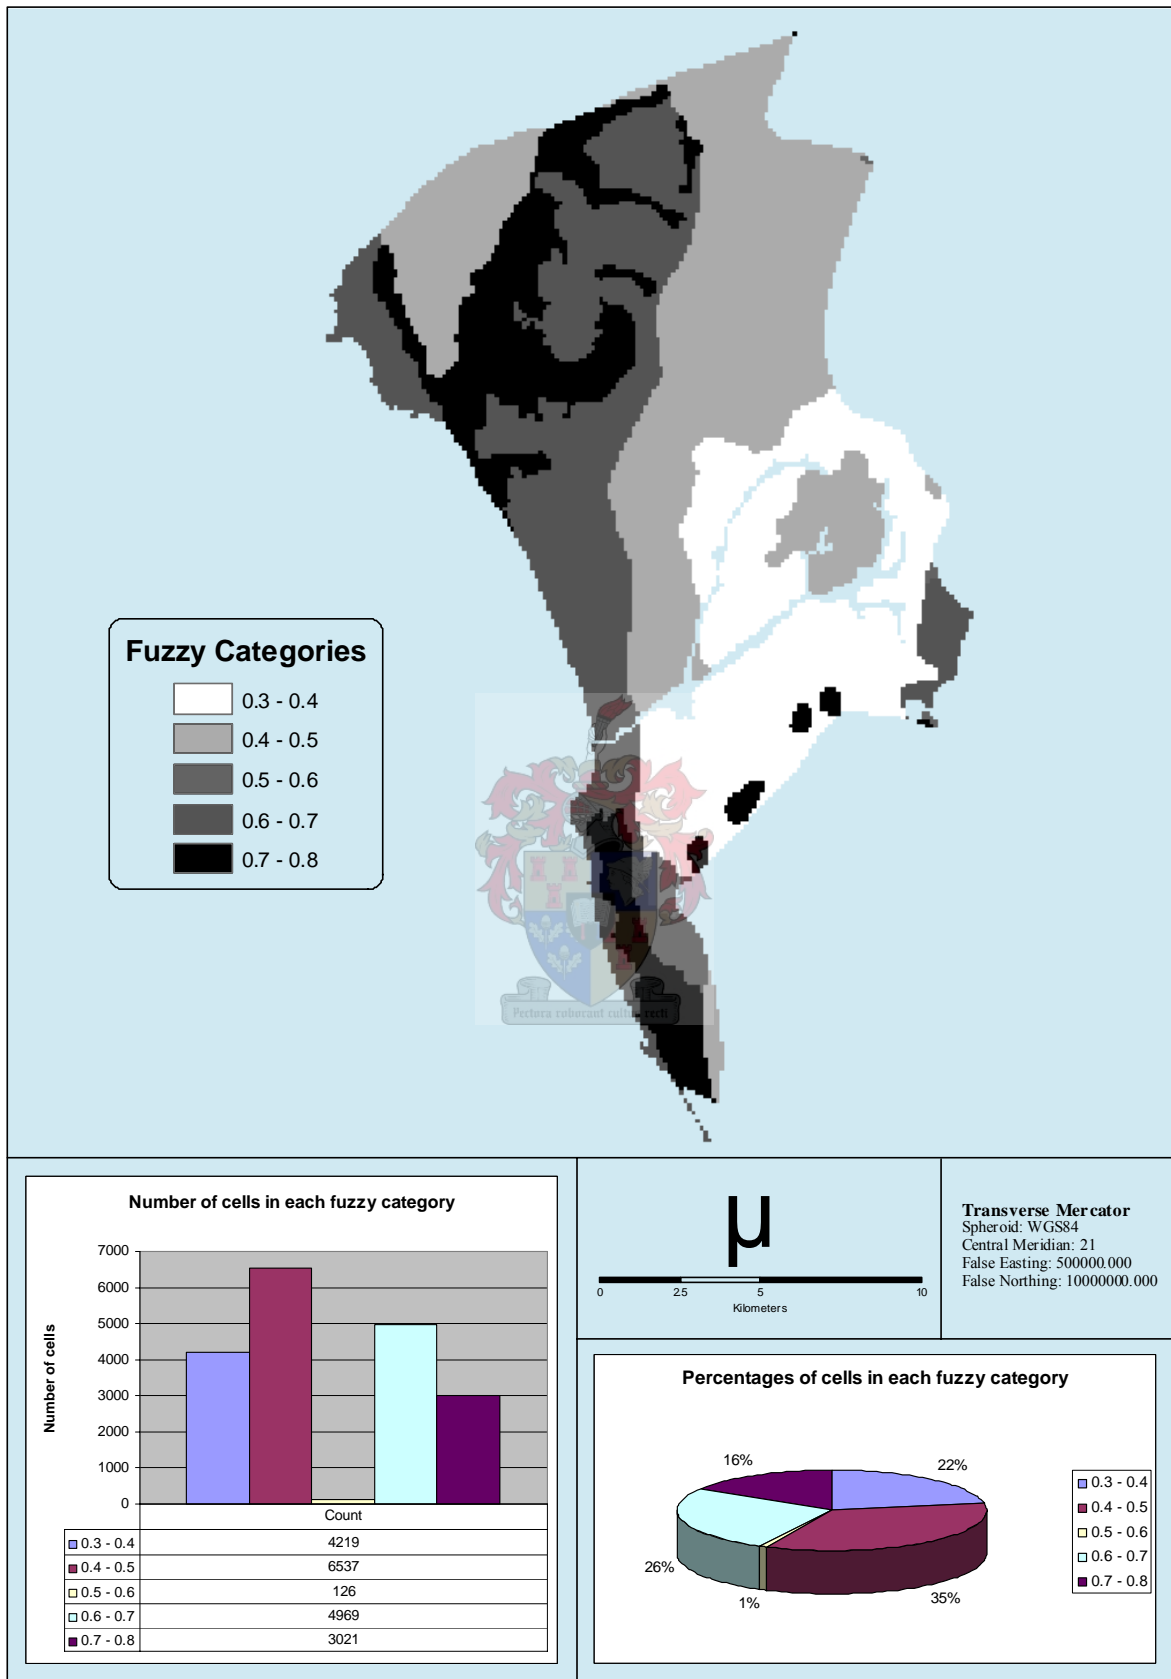 Fuzzy Categories
0.3 - 0.4
0.4 - 0.5
0.5 - 0.6
0.6 - 0.7
0.7 - 0.8
Pectora roborant cultus recti
Number of cells in each fuzzy category
7000
6000
5000
4000
3000
2000
1000
0
Number of cells
Count
0.3 - 0.4 4219
0.4 - 0.5 6537
0.5 - 0.6 126
0.6 - 0.7 4969
0.7 - 0.8 3021
µ
0 2.5 5 10
Kilometers
Transverse Mercator
Spheroid: WGS84
Central Meridian: 21
False Easting: 500000.000
False Northing: 10000000.000
Percentages of cells in each fuzzy category
16%
22%
26%
1%
35%
0.3 - 0.4
0.4 - 0.5
0.5 - 0.6
0.6 - 0.7
0.7 - 0.8